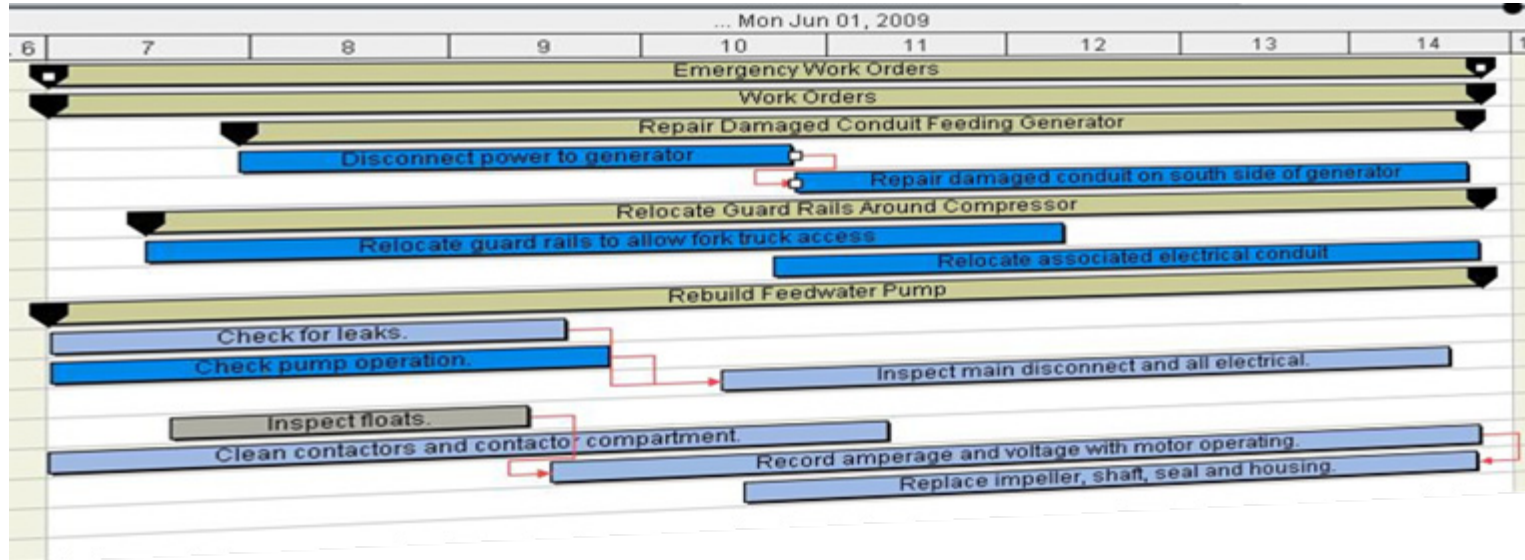 ... Mon Jun 01, 2009
6 7 8 9 10 11 12 13 14
Emergency Work Orders
Work Orders
Repair Damaged Conduit Feeding Generator
Disconnect power to generator
Repair damaged conduit on south side of generator
Relocate Guard Rails Around Compressor
Relocate guard rails to allow fork truck access
Relocate associated electrical conduit
Rebuild Feedwater Pump
Check for leaks.
Check pump operation.
Inspect main disconnect and all electrical.
Inspect floats.
Clean contactors and contactor compartment.
Record amperage and voltage with motor operating.
Replace impeller, shaft, seal and housing.